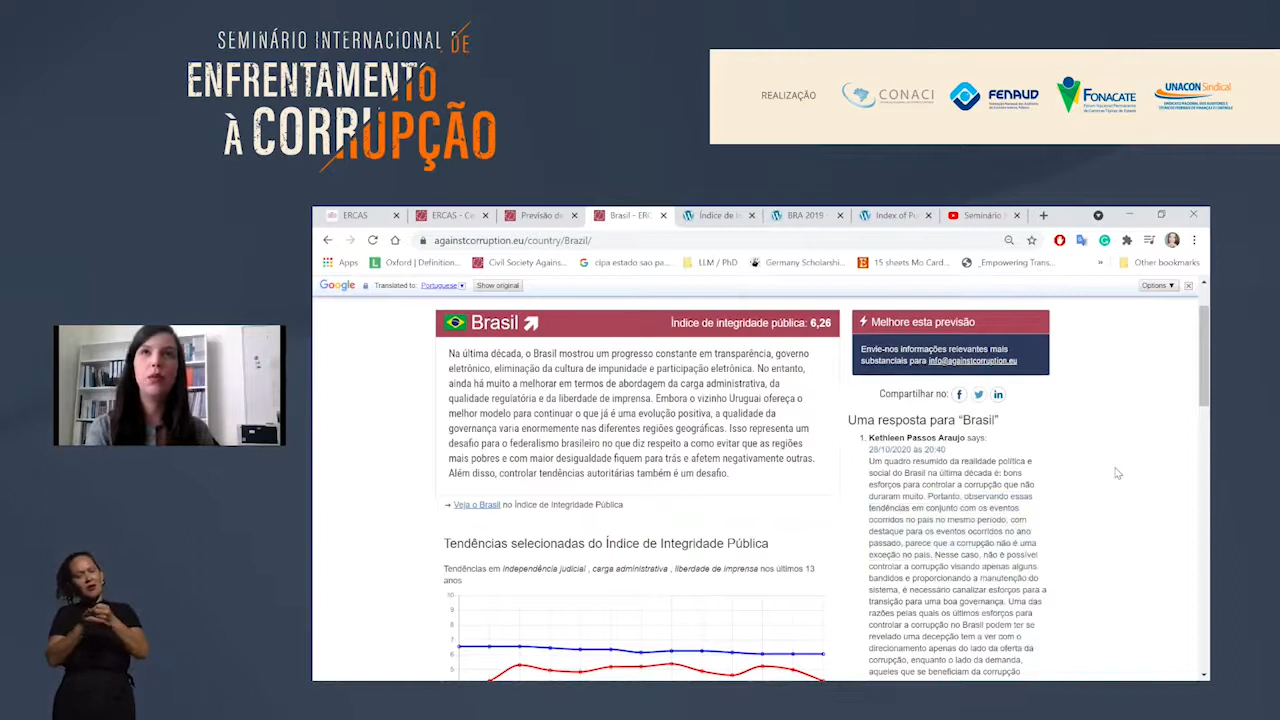 SEMINÁRIO INTERNACIONAL DE
ENFRENTAMENTO
À CORRUPÇÃO
REALIZAÇÃO
CONACI
FENAUD
FONACATE
UNACON Sindical
ERCAS
ERCAS - Ce
Previsão de
Brasil - ERC
Índice de In
BRA 2019 -
Index of Pu
Seminário
againstcorruption.eu/country/Brazil/
Apps
Oxford | Definition...
Civil Society Agains...
cipa estado sao pa...
LLM / PhD
Germany Scholarshi...
15 sheets Mo Card...
_Empowering Trans...
»
Other bookmarks
Google
Translated to: Portuguese
Show original
Options ▼
Brasil
Índice de integridade pública: 6,26
Na última década, o Brasil mostrou um progresso constante em transparência, governo
eletrônico, eliminação da cultura de impunidade e participação eletrônica. No entanto,
ainda há muito a melhorar em termos de abordagem da carga administrativa, da
qualidade regulatória e da liberdade de imprensa. Embora o vizinho Uruguai ofereça o
melhor modelo para continuar o que já é uma evolução positiva, a qualidade da
governança varia enormemente nas diferentes regiões geográficas. Isso representa um
desafio para o federalismo brasileiro no que diz respeito a como evitar que as regiões
mais pobres e com maior desigualdade fiquem para trás e afetem negativamente outras.
Além disso, controlar tendências autoritárias também é um desafio.
→ Veja o Brasil no Índice de Integridade Pública
Tendências selecionadas do Índice de Integridade Pública
Tendências em independência judicial , carga administrativa , liberdade de imprensa nos últimos 13
anos
10
9
8
7
6
5
Melhore esta previsão
Envie-nos informações relevantes mais
substanciais para info@againstcorruption.eu
Compartilhar no:
Uma resposta para “Brasil”
1. Kethleen Passos Araujo says:
28/10/2020 às 20:40
Um quadro resumido da realidade política e
social do Brasil na última década é: bons
esforços para controlar a corrupção que não
duraram muito. Portanto, observando essas
tendências em conjunto com os eventos
ocorridos no país no mesmo período, com
destaque para os eventos ocorridos no ano
passado, parece que a corrupção não é uma
exceção no país. Nesse caso, não é possível
controlar a corrupção visando apenas alguns
bandidos e proporcionando a manutenção do
sistema, é necessário canalizar esforços para a
transição para uma boa governança. Uma das
razões pelas quais os últimos esforços para
controlar a corrupção no Brasil podem ter se
revelado uma decepção tem a ver com o
direcionamento apenas do lado da oferta da
corrupção, enquanto o lado da demanda,
aqueles que se beneficiam da corrupção